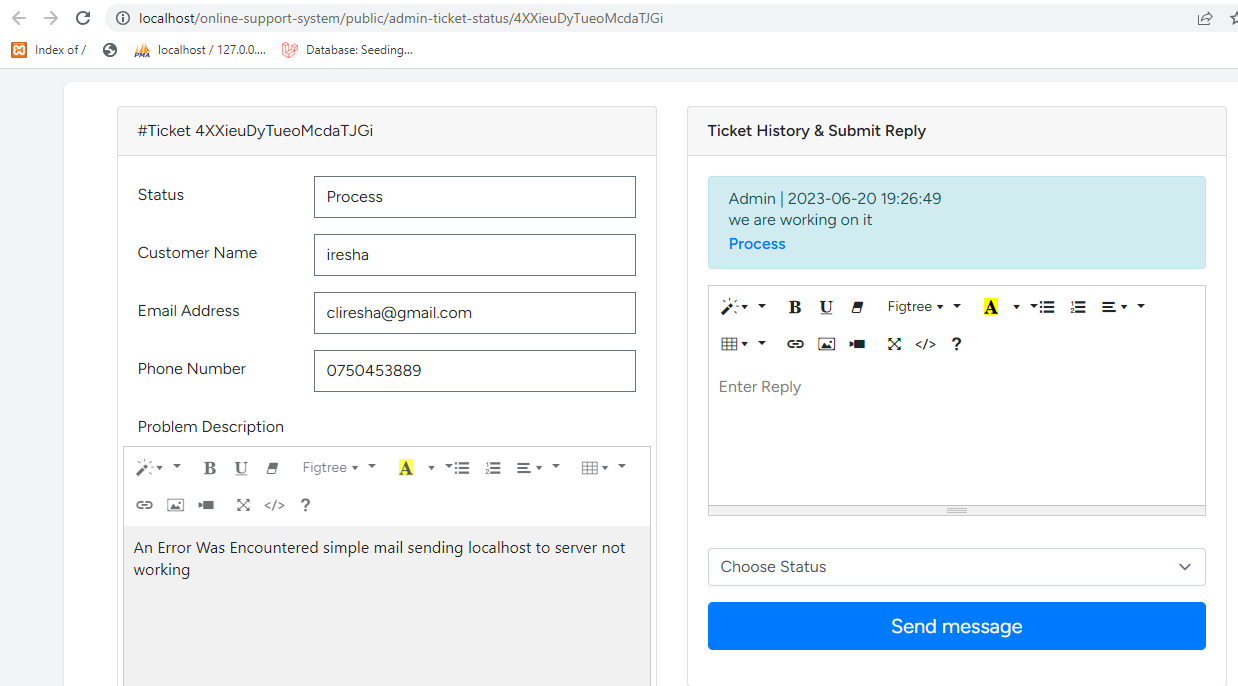 localhost/online-support-system/public/admin-ticket-status/4XXieuDyTueoMcdaTJGi
Index of /
PMA
localhost / 127.0.0....
Database: Seeding...
#Ticket 4XXieuDyTueoMcdaTJGi
Status
Process
Customer Name
iresha
Email Address
cliresha@gmail.com
Phone Number
0750453889
Problem Description
B U Figtree A
</> ?
An Error Was Encountered simple mail sending localhost to server not
working
Ticket History & Submit Reply
Admin | 2023-06-20 19:26:49
we are working on it
Process
B U Figtree A
</> ?
Enter Reply
Choose Status
Send message